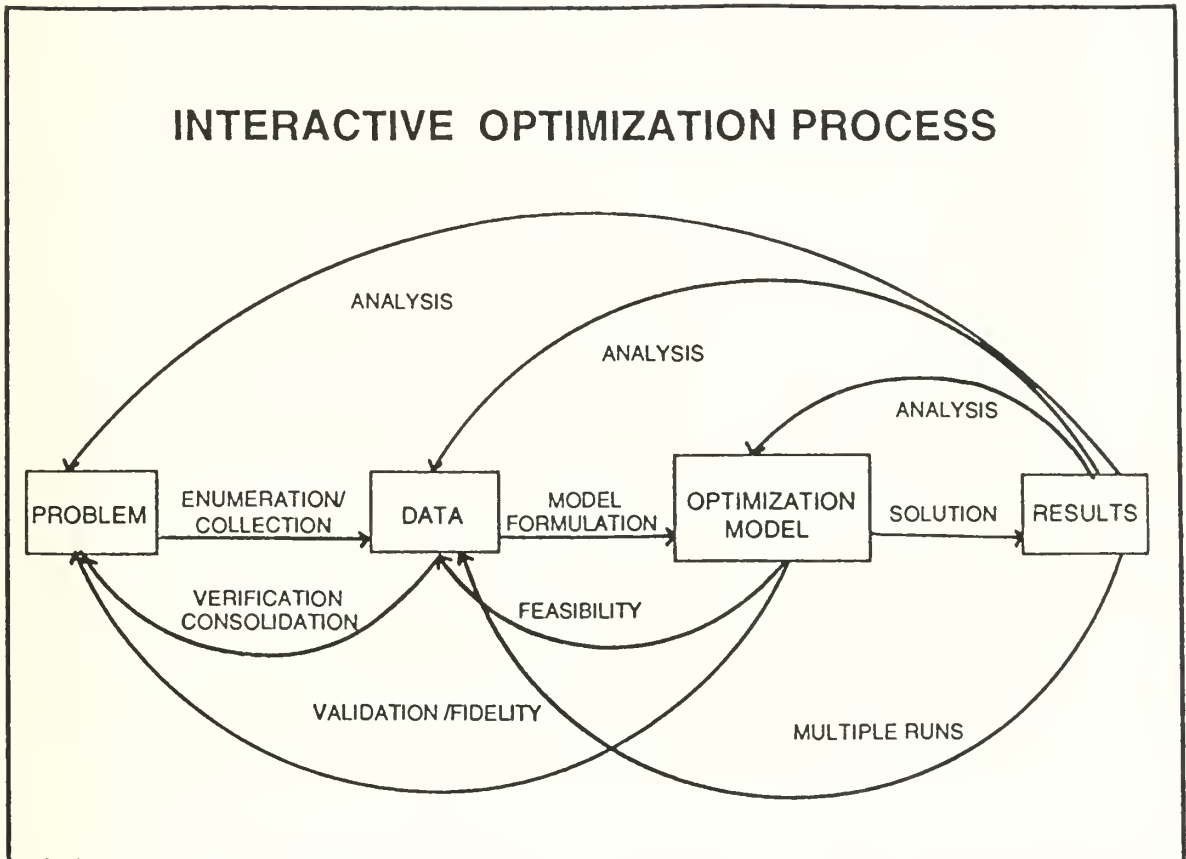 INTERACTIVE OPTIMIZATION PROCESS
ANALYSIS
ANALYSIS
ANALYSIS
PROBLEM
ENUMERATION/
COLLECTION
DATA
MODEL
FORMULATION
OPTIMIZATION
MODEL
SOLUTION
RESULTS
VERIFICATION
CONSOLIDATION
FEASIBILITY
VALIDATION /FIDELITY
MULTIPLE RUNS